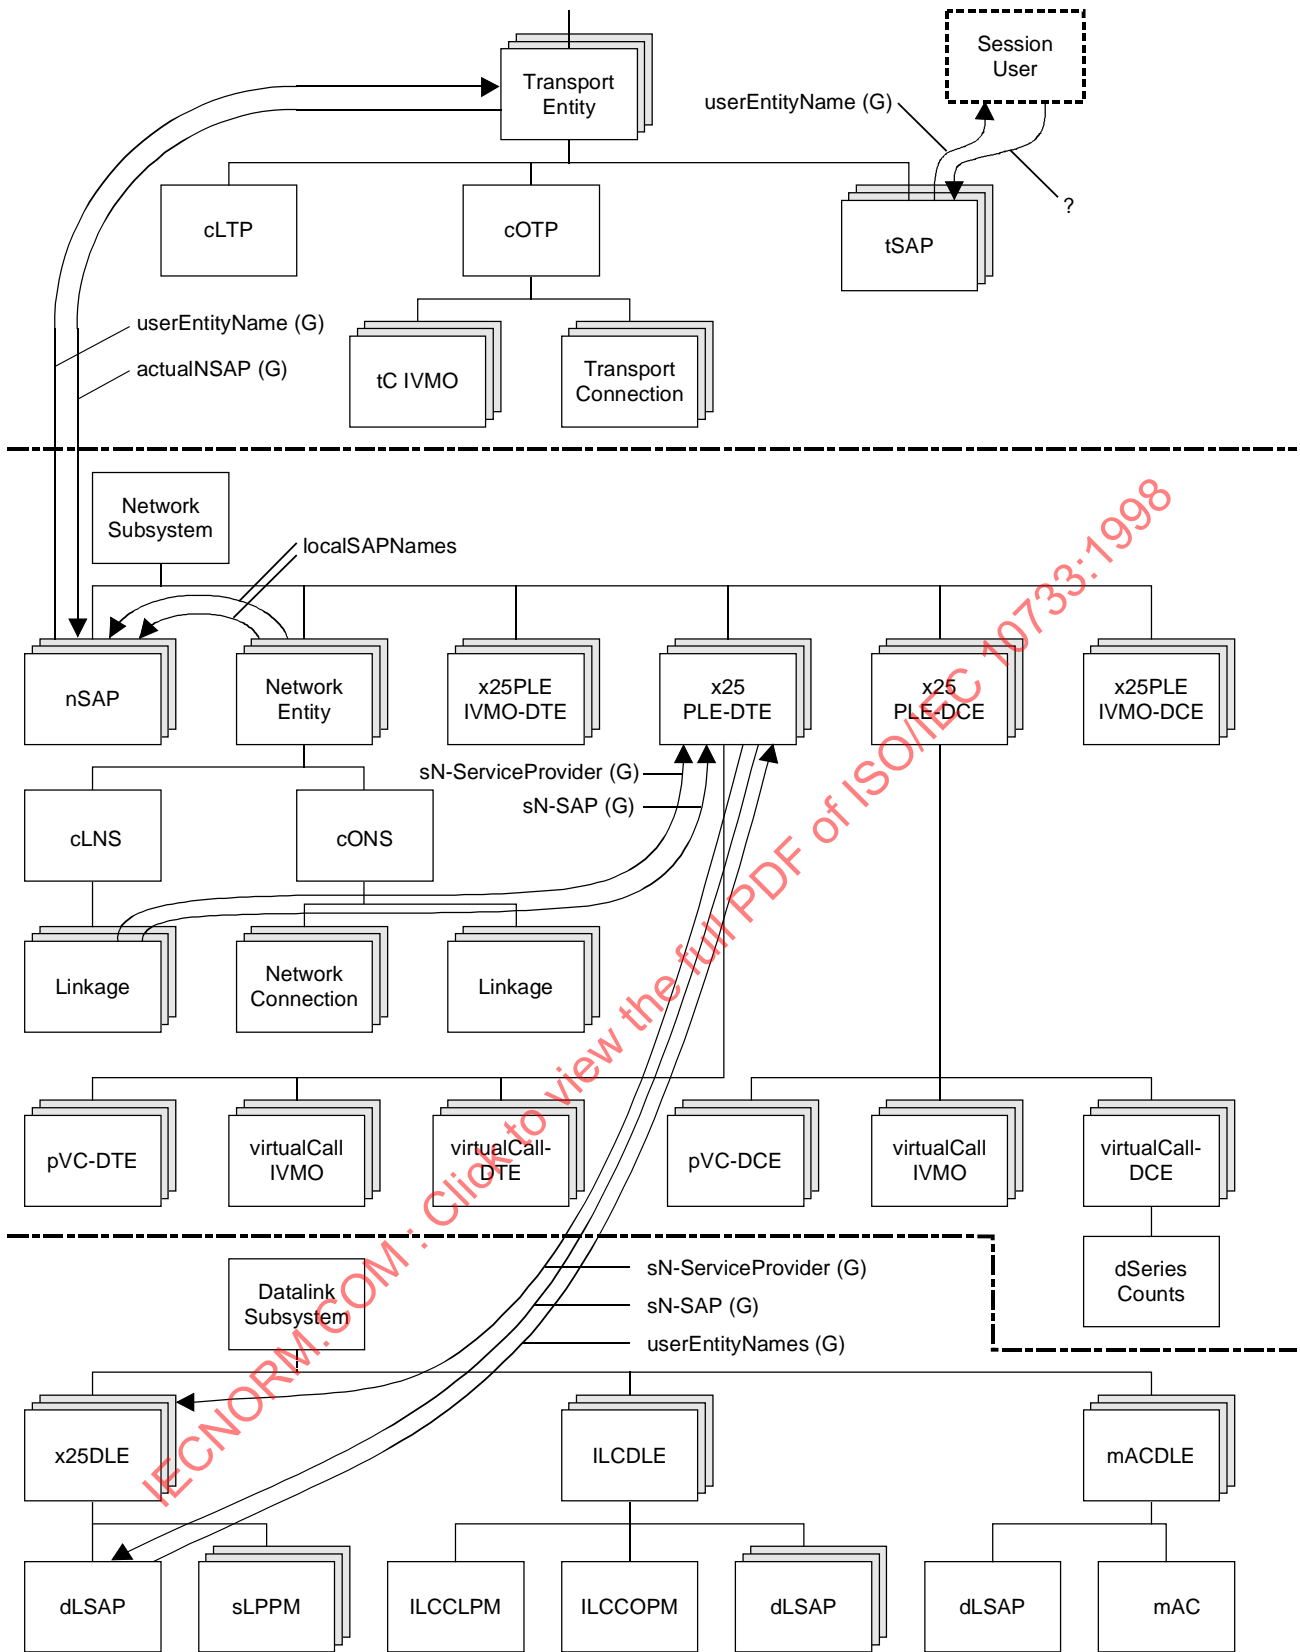 Session
User
Transport
Entity
userEntityName (G)
?
cLTP
cOTP
tSAP
userEntityName (G)
actualNSAP (G)
tC IVMO
Transport
Connection
Network
Subsystem
localSAPNames
nSAP
Network
Entity
x25PLE
IVMO-DTE
x25
PLE-DTE
x25
PLE-DCE
x25PLE
IVMO-DCE
sN-ServiceProvider (G)
sN-SAP (G)
cLNS
cONS
Linkage
Network
Connection
Linkage
pVC-DTE
virtualCall
IVMO
virtualCall-
DTE
pVC-DCE
virtualCall
IVMO
virtualCall-
DCE
Datalink
Subsystem
sN-ServiceProvider (G)
sN-SAP (G)
userEntityNames (G)
dSeries
Counts
x25DLE
lLCDLE
mACDLE
dLSAP
sLPPM
lLCCLPM
lLCCOPM
dLSAP
dLSAP
mAC
IECNORM.COM : Click to view the full PDF of ISO/IEC 10733:1998